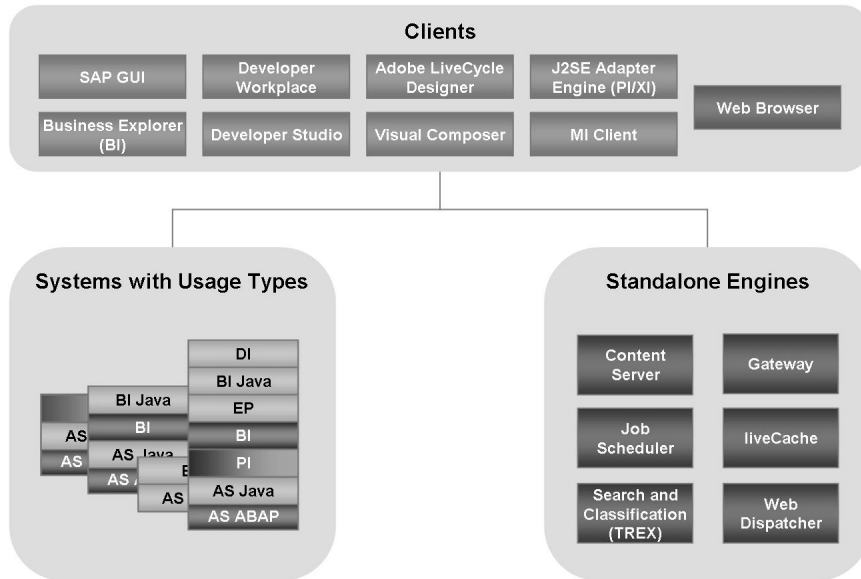 Clients
SAP GUI
Developer
Workplace
Adobe LiveCycle
Designer
J2SE Adapter
Engine (PI/XI)
Web Browser
Business Explorer
(BI)
Developer Studio
Visual Composer
MI Client
Systems with Usage Types
DI
BI Java
EP
BI
PI
AS Java
AS ABAP
BI Java
BI
AS Java
AS
AS
AS
AS
Standalone Engines
Content
Server
Gateway
Job
Scheduler
liveCache
Search and
Classification
(TREX)
Web
Dispatcher